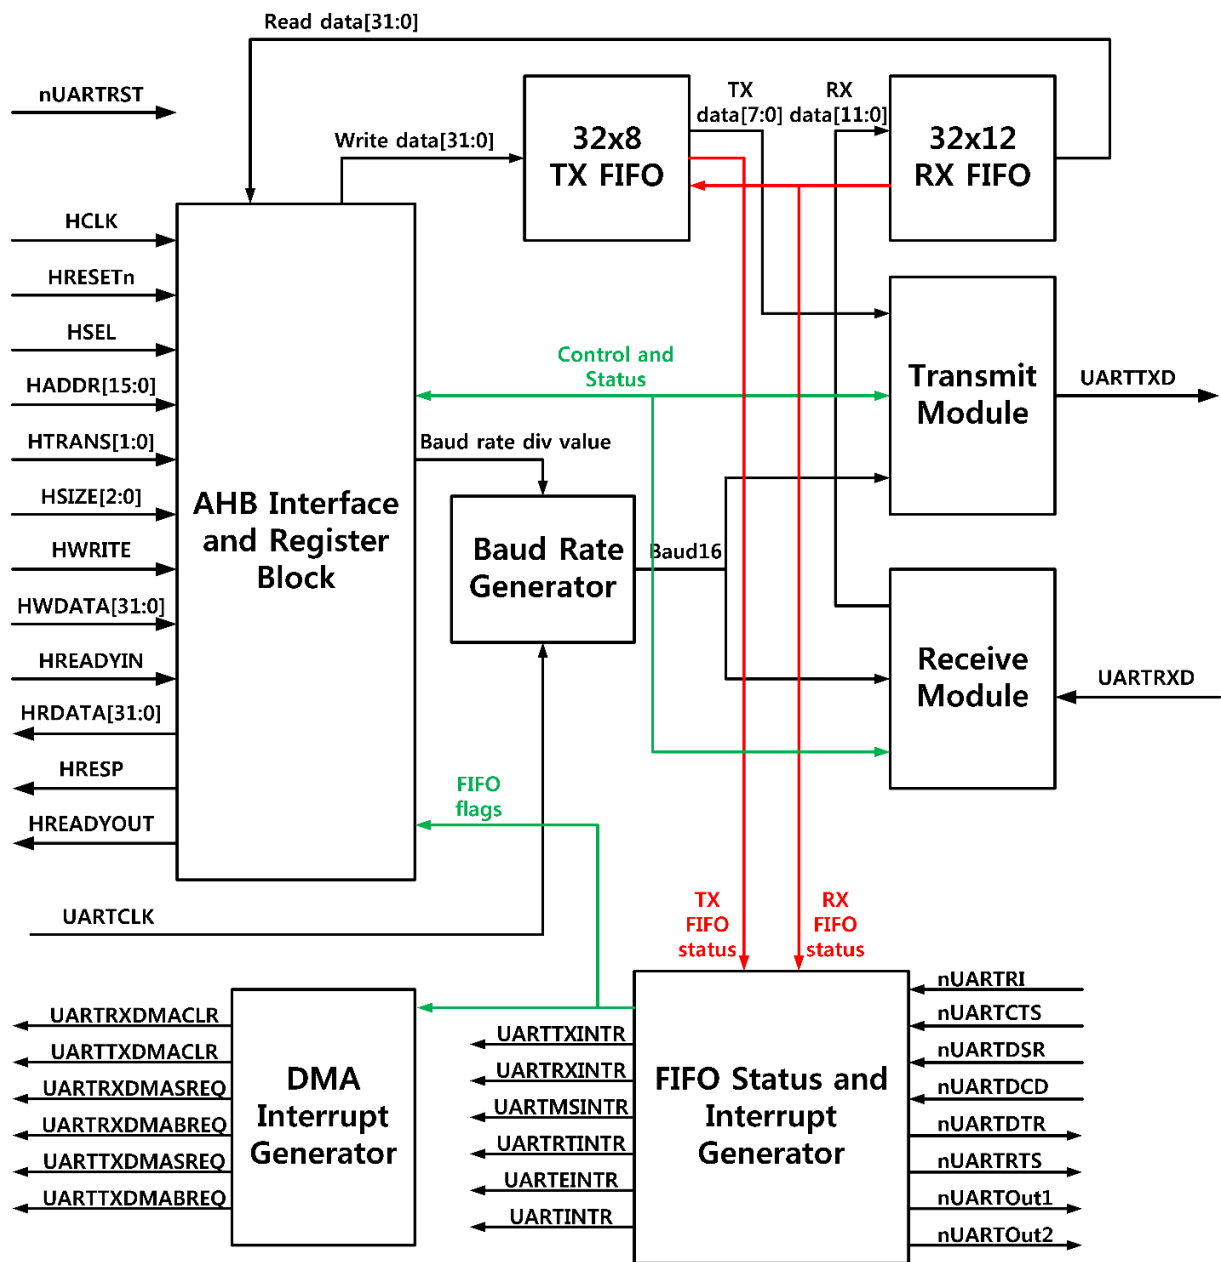 Read data[31:0]
nUARTRST
Write data[31:0]
32x8
TX FIFO
TX
data[7:0]
RX
data[11:0]
32x12
RX FIFO
HCLK
HRESETn
HSEL
HADDR[15:0]
HTRANS[1:0]
HSIZE[2:0]
HWRITE
HWDATA[31:0]
HREADYIN
HRDATA[31:0]
HRESP
HREADYOUT
AHB Interface
and Register
Block
Control and
Status
Baud rate div value
Baud Rate
Generator
Baud16
Transmit
Module
UARTTXD
Receive
Module
UARTRXD
FIFO
flags
UARTCLK
TX
FIFO
status
RX
FIFO
status
UARTRXDMACLR
UARTTXDMACLR
UARTRXDMASREQ
UARTRXDMABREQ
UARTTXDMASREQ
UARTTXDMABREQ
DMA
Interrupt
Generator
UARTTXINTR
UARTRXINTR
UARTMSINTR
UARTRTINTR
UARTEINTR
UARTINTR
FIFO Status and
Interrupt
Generator
nUARTRI
nUARTCTS
nUARTDSR
nUARTDCD
nUARTDTR
nUARTRTS
nUARTOut1
nUARTOut2